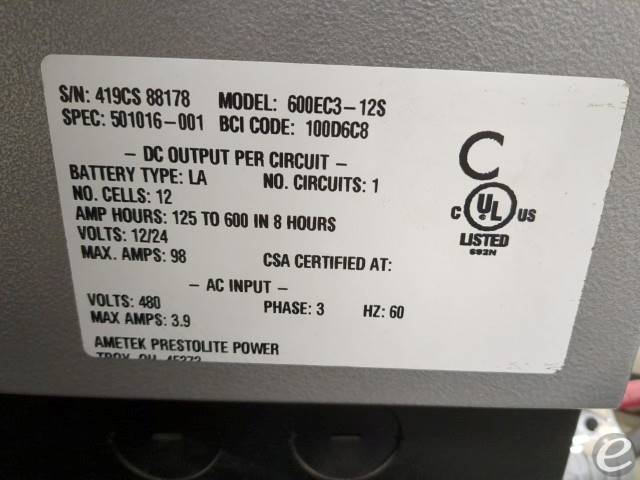 S/N: 419CS 88178 MODEL: 600EC3-12S
SPEC: 501016-001 BCI CODE: 100D6C8
- DC OUTPUT PER CIRCUIT -
BATTERY TYPE: LA NO. CIRCUITS: 1
NO. CELLS: 12
AMP HOURS: 125 TO 600 IN 8 HOURS
VOLTS: 12/24
MAX. AMPS: 98 CSA CERTIFIED AT:
- AC INPUT -
VOLTS: 480 PHASE: 3 HZ: 60
MAX AMPS: 3.9
AMETEK PRESTOLITE POWER
TROY, OH 45373
C
C UL US
LISTED
692N
e